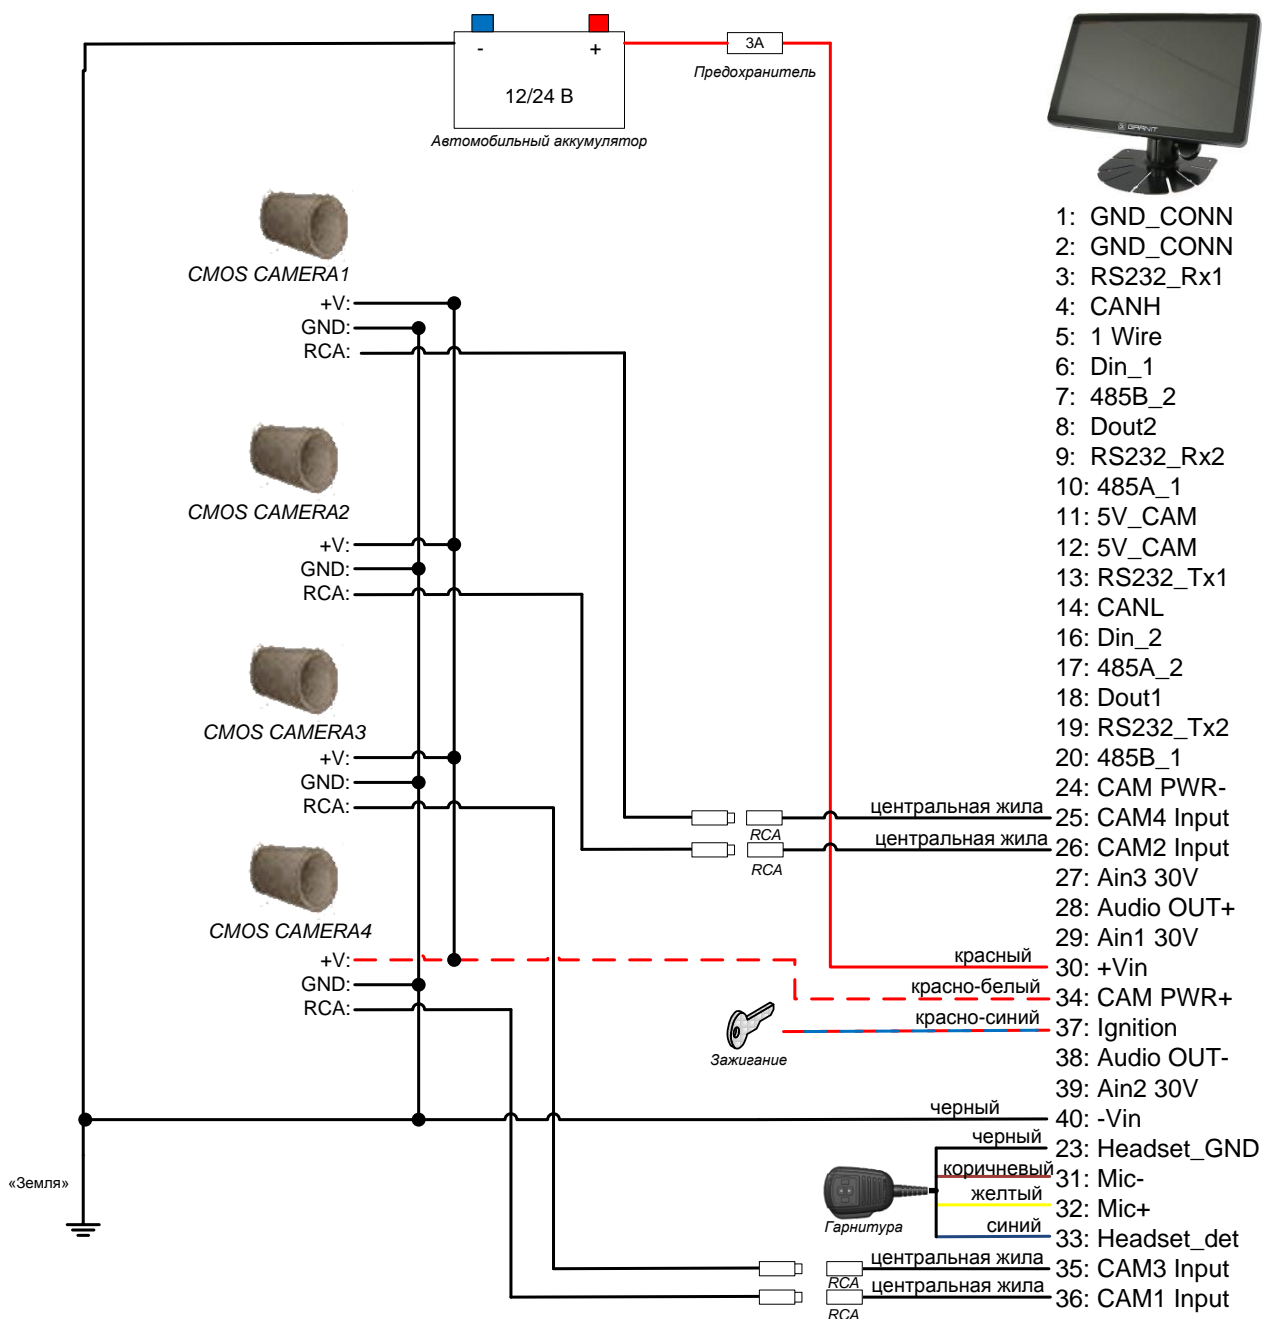 -
+
12/24 В
Автомобильный аккумулятор
3А
Предохранитель
GRANIT
CMOS CAMERA1
+V:
GND:
RCA:
CMOS CAMERA2
+V:
GND:
RCA:
CMOS CAMERA3
+V:
GND:
RCA:
CMOS CAMERA4
+V:
GND:
RCA:
«Земля»
RCA
RCA
Зажигание
Гарнитура
RCA
RCA
центральная жила
центральная жила
красный
красно-белый
красно-синий
черный
черный
коричневый
желтый
синий
центральная жила
центральная жила
1: GND_CONN
2: GND_CONN
3: RS232_Rx1
4: CANH
5: 1 Wire
6: Din_1
7: 485B_2
8: Dout2
9: RS232_Rx2
10: 485A_1
11: 5V_CAM
12: 5V_CAM
13: RS232_Tx1
14: CANL
16: Din_2
17: 485A_2
18: Dout1
19: RS232_Tx2
20: 485B_1
24: CAM PWR-
25: CAM4 Input
26: CAM2 Input
27: Ain3 30V
28: Audio OUT+
29: Ain1 30V
30: +Vin
34: CAM PWR+
37: Ignition
38: Audio OUT-
39: Ain2 30V
40: -Vin
23: Headset_GND
31: Mic-
32: Mic+
33: Headset_det
35: CAM3 Input
36: CAM1 Input